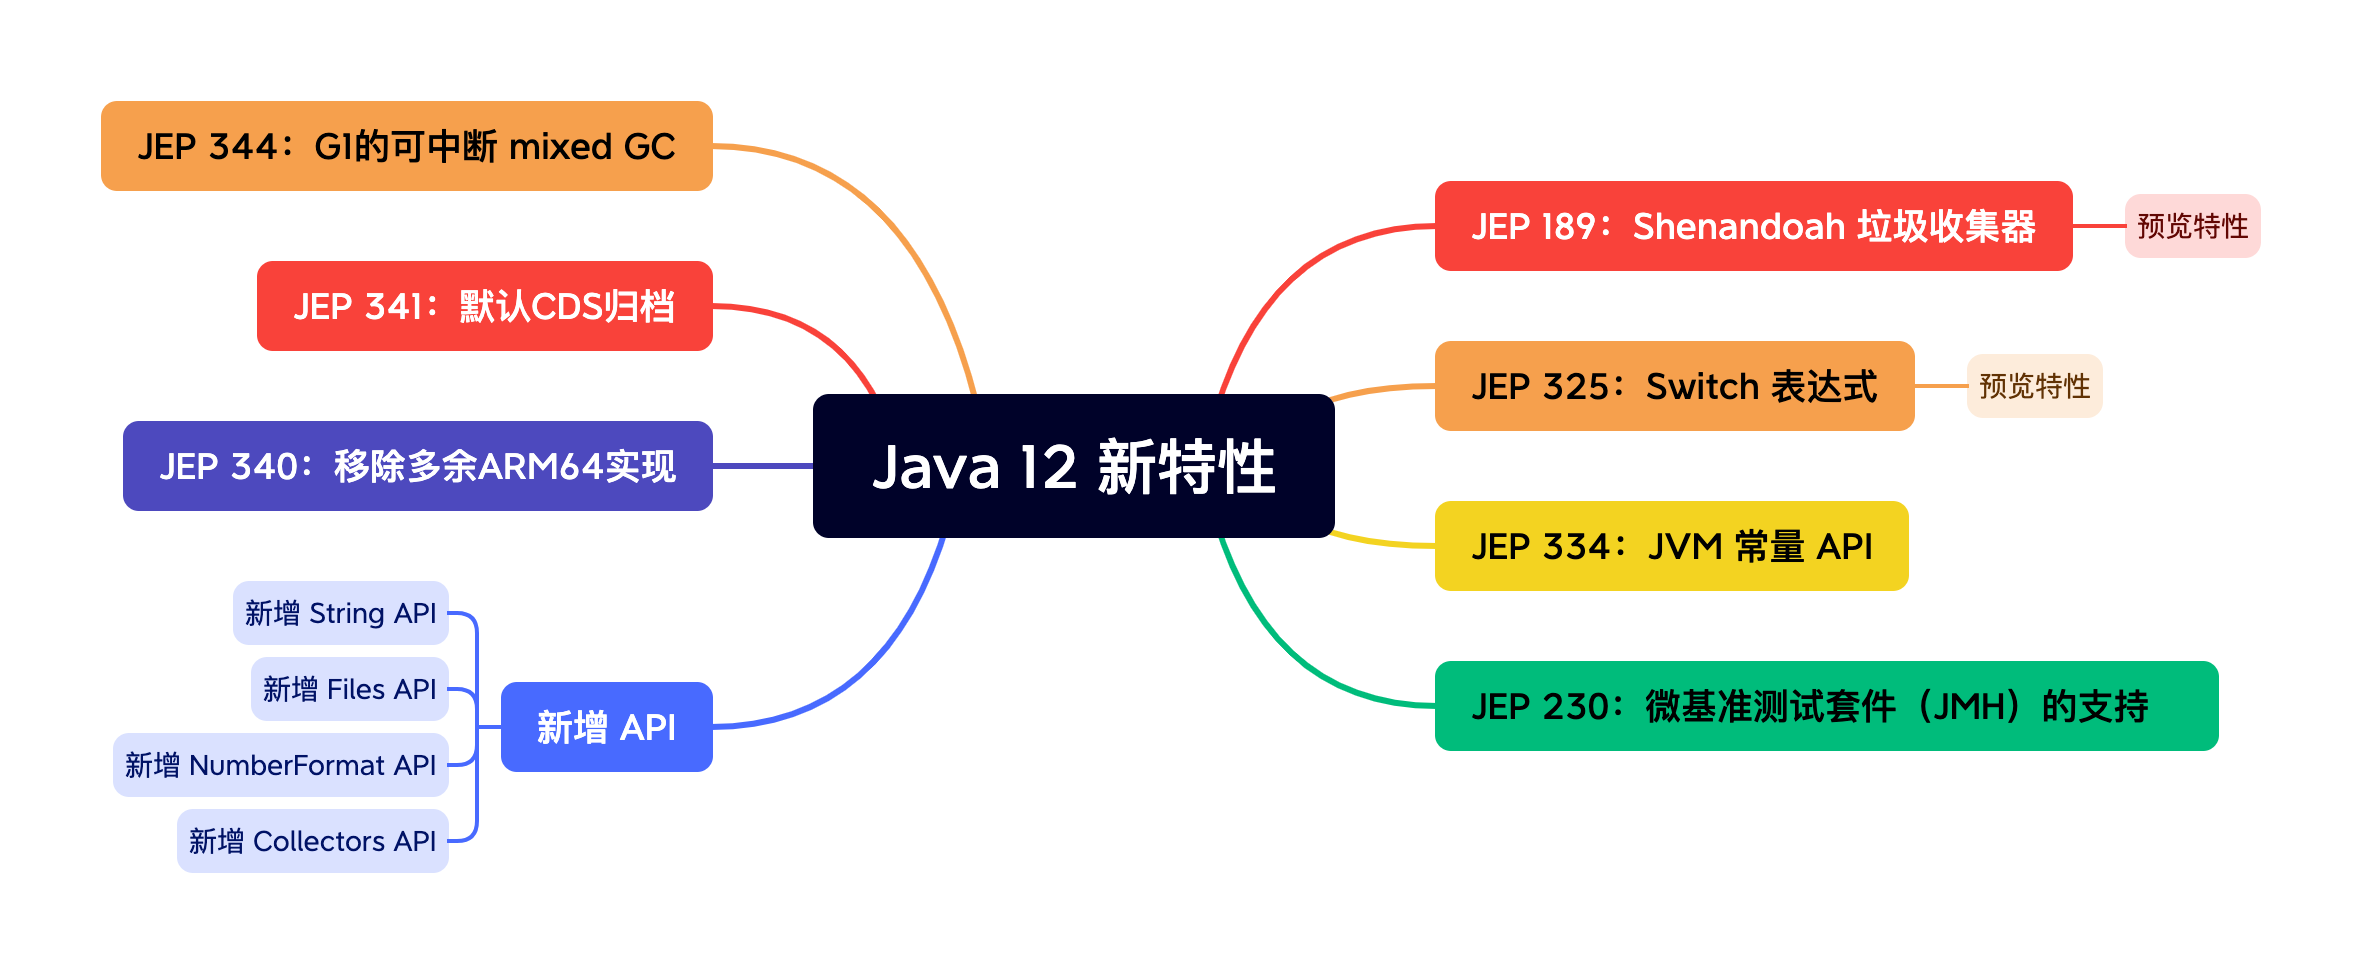 Java 12 新特性
JEP 189：Shenandoah 垃圾收集器
预览特性
JEP 325：Switch 表达式
预览特性
JEP 334：JVM 常量 API
JEP 230：微基准测试套件（JMH）的支持
JEP 344：G1的可中断 mixed GC
JEP 341：默认CDS归档
JEP 340：移除多余ARM64实现
新增 API
新增 String API
新增 Files API
新增 NumberFormat API
新增 Collectors API